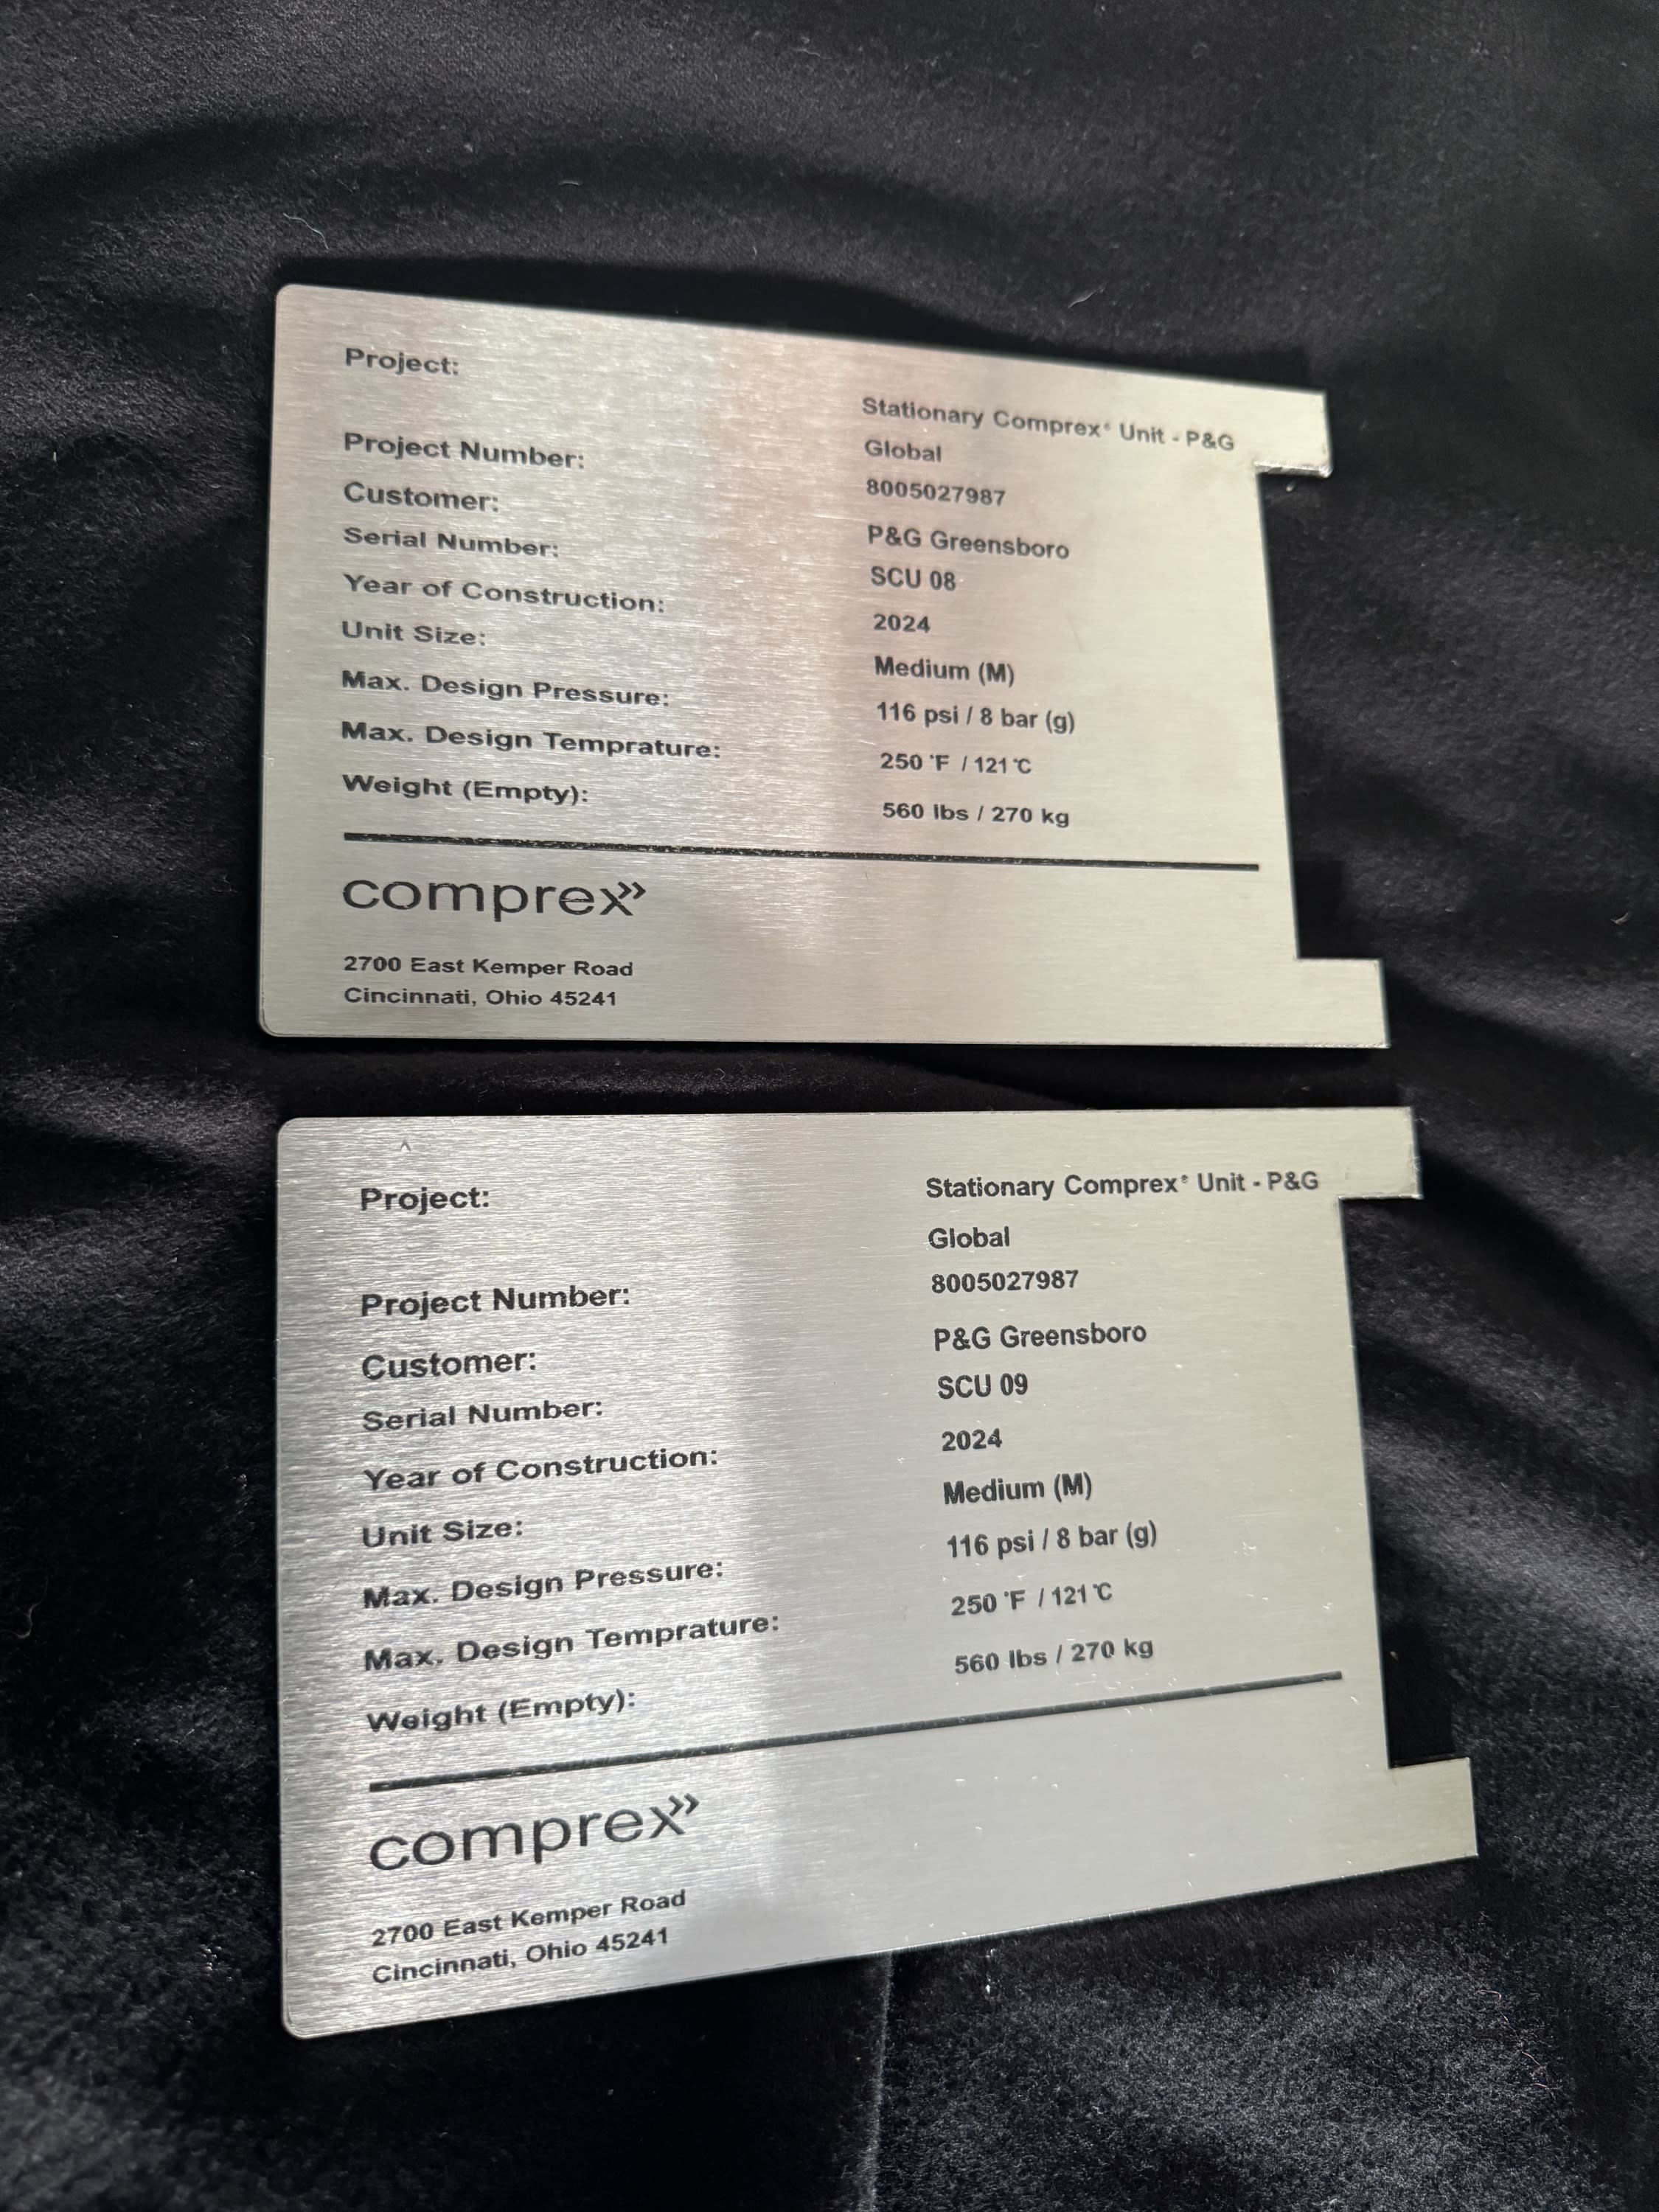 Project: Stationary Comprex® Unit - P&G
Global
Project Number: 8005027987
Customer: P&G Greensboro
Serial Number: SCU 08
Year of Construction: 2024
Unit Size: Medium (M)
Max. Design Pressure: 116 psi / 8 bar (g)
Max. Design Temprature: 250 °F / 121 °C
Weight (Empty): 560 lbs / 270 kg
comprex
2700 East Kemper Road
Cincinnati, Ohio 45241
Project: Stationary Comprex® Unit - P&G
Global
Project Number: 8005027987
Customer: P&G Greensboro
Serial Number: SCU 09
Year of Construction: 2024
Unit Size: Medium (M)
Max. Design Pressure: 116 psi / 8 bar (g)
Max. Design Temprature: 250 °F / 121 °C
Weight (Empty): 560 lbs / 270 kg
comprex
2700 East Kemper Road
Cincinnati, Ohio 45241